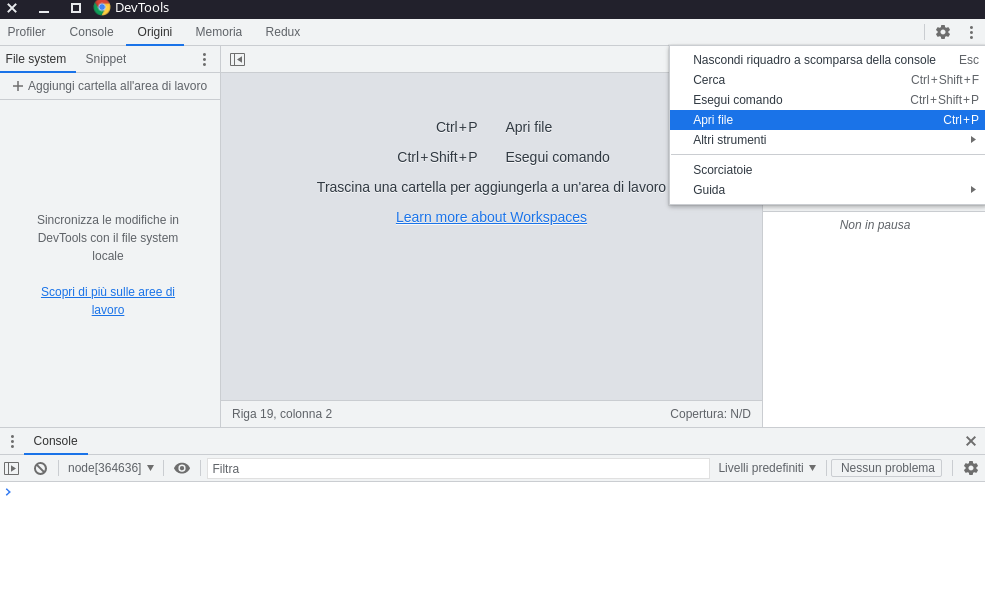 DevTools
Profiler Console Origini Memoria Redux
File system Snippet
Aggiungi cartella all'area di lavoro
Sincronizza le modifiche in
DevTools con il file system
locale
Scopri di più sulle aree di
lavoro
Ctrl+P Apri file
Ctrl+Shift+P Esegui comando
Trascina una cartella per aggiungerla a un'area di lavoro
Learn more about Workspaces
Riga 19, colonna 2 Copertura: N/D
Nascondi riquadro a scomparsa della console Esc
Cerca Ctrl+Shift+F
Esegui comando Ctrl+Shift+P
Apri file Ctrl+P
Altri strumenti
Scorciatoie
Guida
Non in pausa
Console
node[364636] Filtra Livelli predefiniti Nessun problema